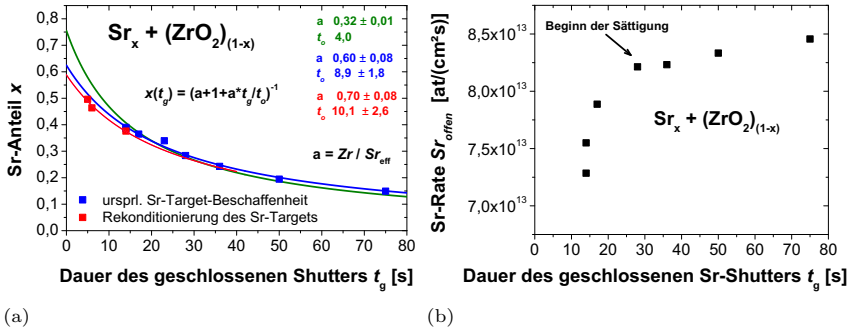 Sr-Anteil x
0,8
0,7
0,6
0,5
0,4
0,3
0,2
0,1
0,0
Srx + (ZrO2)(1-x)
a 0,32 ± 0,01
to 4,0
a 0,60 ± 0,08
to 8,9 ± 1,8
a 0,70 ± 0,08
to 10,1 ± 2,6
x(tg) = (a+1+a*tg/to)-1
a = Zr / Sreff
ursprl. Sr-Target-Beschaffenheit
Rekonditionierung des Sr-Targets
0 10 20 30 40 50 60 70 80
Dauer des geschlossenen Shutters tg [s]
(a)
Sr-Rate Sroffen [at/(cm²s)]
8,5x10¹³
8,0x10¹³
7,5x10¹³
7,0x10¹³
Beginn der Sättigung
Srx + (ZrO2)(1-x)
0 10 20 30 40 50 60 70 80
Dauer des geschlossenen Sr-Shutters tg [s]
(b)